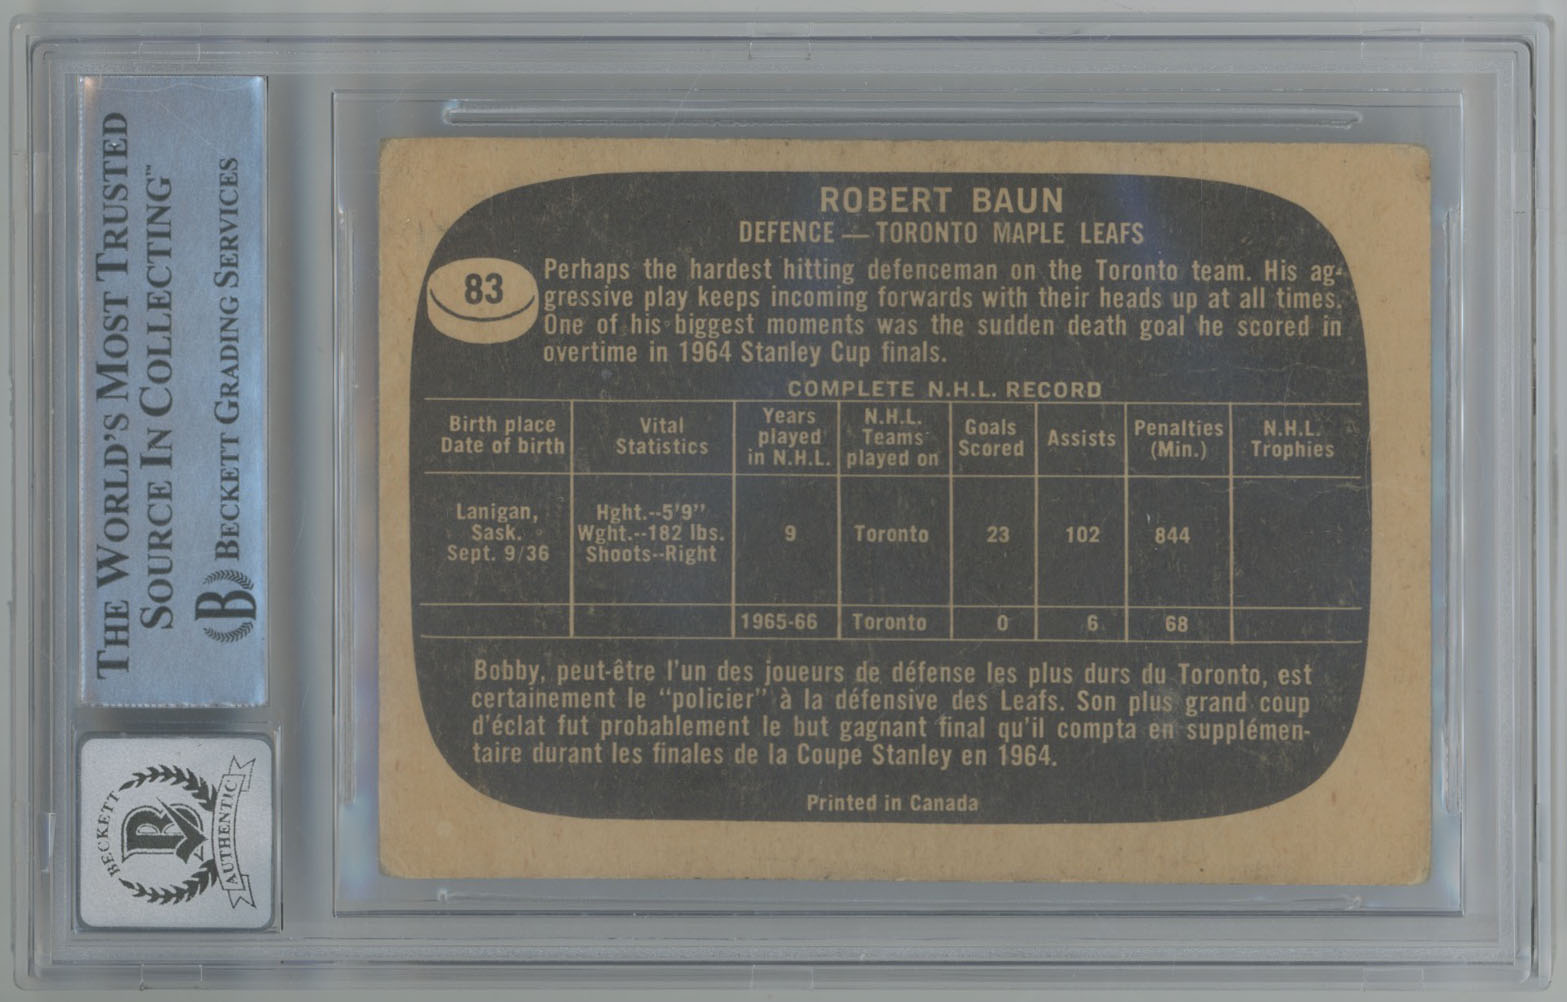 THE WORLD'S MOST TRUSTED
SOURCE IN COLLECTING™
B BECKETT GRADING SERVICES
BECKETT
B
AUTHENTIC
ROBERT BAUN
DEFENCE — TORONTO MAPLE LEAFS
83
Perhaps the hardest hitting defenceman on the Toronto team. His ag-
gressive play keeps incoming forwards with their heads up at all times.
One of his biggest moments was the sudden death goal he scored in
overtime in 1964 Stanley Cup finals.
COMPLETE N.H.L. RECORD
Birth place
Date of birth
Vital
Statistics
Years
played
in N.H.L.
N.H.L.
Teams
played on
Goals
Scored
Assists
Penalties
(Min.)
N.H.L.
Trophies
Lanigan,
Sask.
Sept. 9/36
Hght.--5'9"
Wght.--182 lbs.
Shoots--Right
9
Toronto
23
102
844
1965-66
Toronto
0
6
68
Bobby, peut-être l'un des joueurs de défense les plus durs du Toronto, est
certainement le "policier" à la défensive des Leafs. Son plus grand coup
d'éclat fut probablement le but gagnant final qu'il compta en supplémen-
taire durant les finales de la Coupe Stanley en 1964.
Printed in Canada